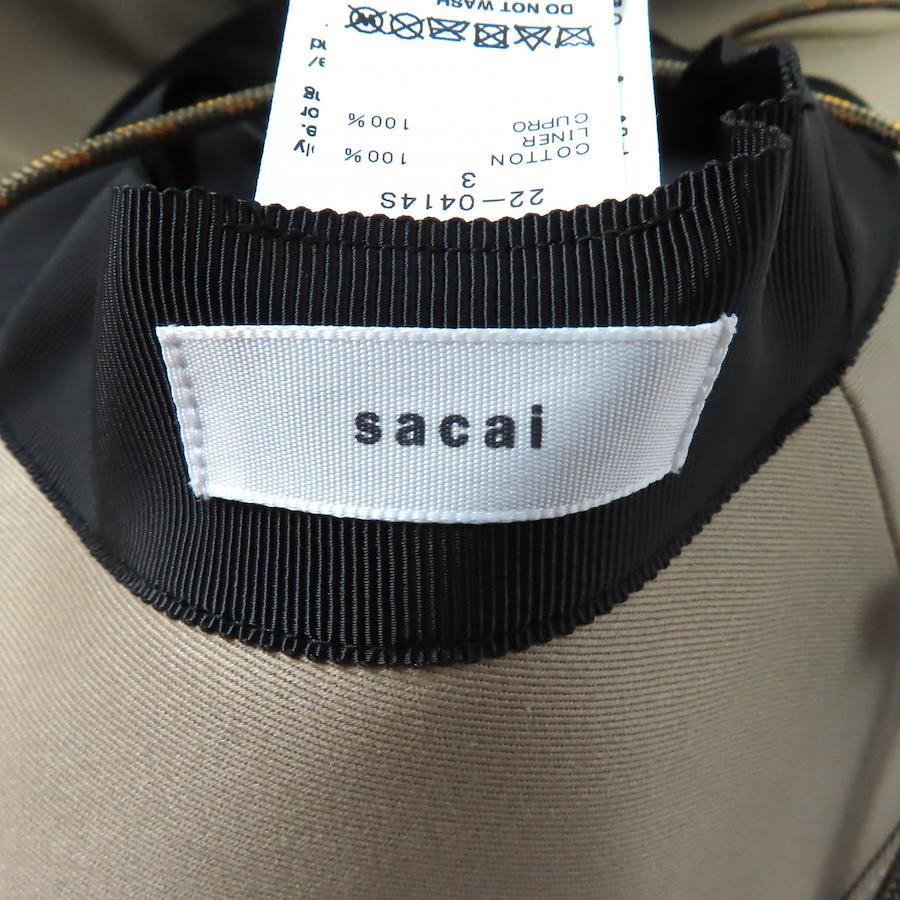 sacai
22-0414S
3
COTTON 100%
LINER
CUPRO 100%
DO NOT WASH